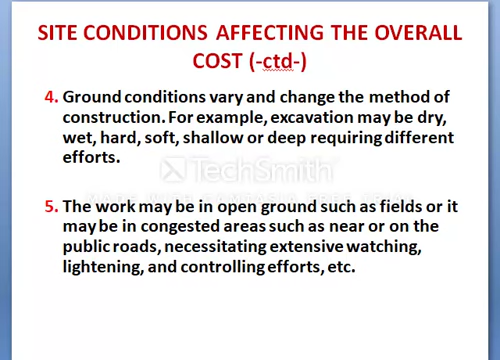 SITE CONDITIONS AFFECTING THE OVERALL
COST (-ctd-)
4. Ground conditions vary and change the method of
construction. For example, excavation may be dry,
wet, hard, soft, shallow or deep requiring different
efforts.
TechSmith
5. The work may be in open ground such as fields or it
may be in congested areas such as near or on the
public roads, necessitating extensive watching,
lightening, and controlling efforts, etc.